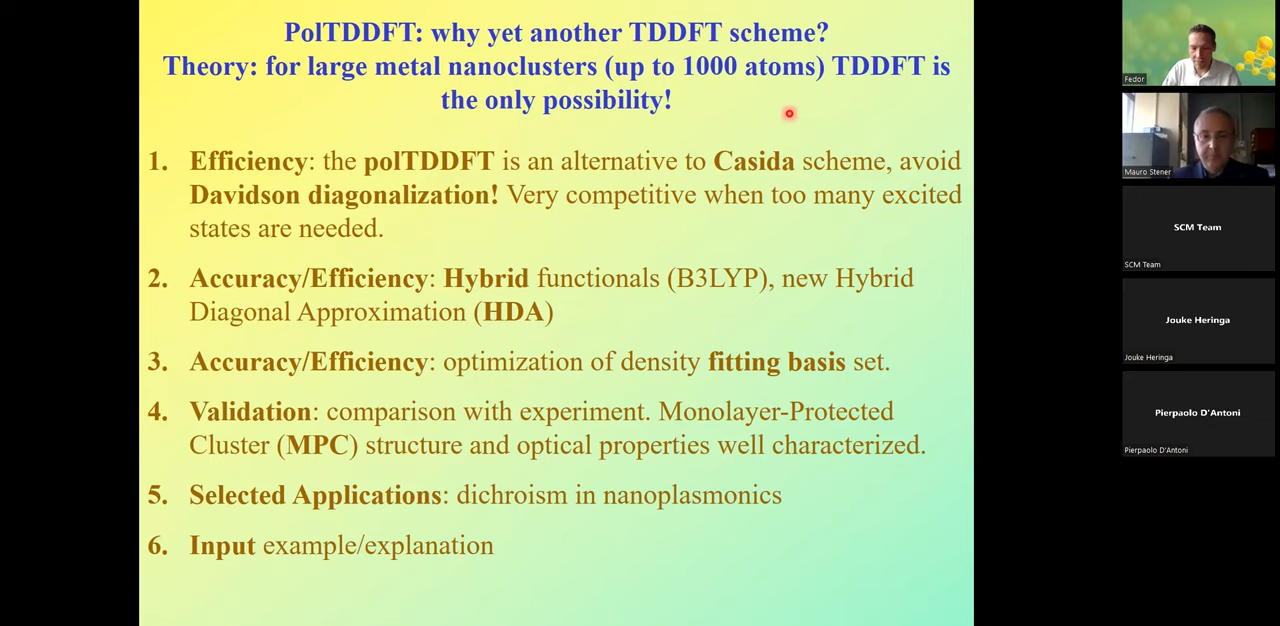 PolTDDFT: why yet another TDDFT scheme?
Theory: for large metal nanoclusters (up to 1000 atoms) TDDFT is
the only possibility!
1. Efficiency: the polTDDFT is an alternative to Casida scheme, avoid
Davidson diagonalization! Very competitive when too many excited
states are needed.
2. Accuracy/Efficiency: Hybrid functionals (B3LYP), new Hybrid
Diagonal Approximation (HDA)
3. Accuracy/Efficiency: optimization of density fitting basis set.
4. Validation: comparison with experiment. Monolayer-Protected
Cluster (MPC) structure and optical properties well characterized.
5. Selected Applications: dichroism in nanoplasmonics
6. Input example/explanation
Fedor
Mauro Stener
SCM Team
SCM Team
Jouke Heringa
Jouke Heringa
Pierpaolo D'Antoni
Pierpaolo D'Antoni